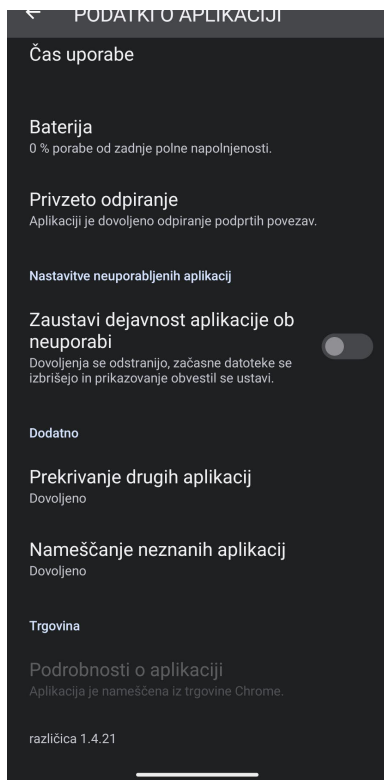 PODATKI O APLIKACIJI
Čas uporabe
Baterija
0 % porabe od zadnje polne napolnjenosti.
Privzeto odpiranje
Aplikaciji je dovoljeno odpiranje podprtih povezav.
Nastavitve neuporabljenih aplikacij
Zaustavi dejavnost aplikacije ob
neuporabi
Dovoljenja se odstranijo, začasne datoteke se
izbrišejo in prikazovanje obvestil se ustavi.
Dodatno
Prekrivanje drugih aplikacij
Dovoljeno
Nameščanje neznanih aplikacij
Dovoljeno
Trgovina
Podrobnosti o aplikaciji
Aplikacija je nameščena iz trgovine Chrome.
različica 1.4.21